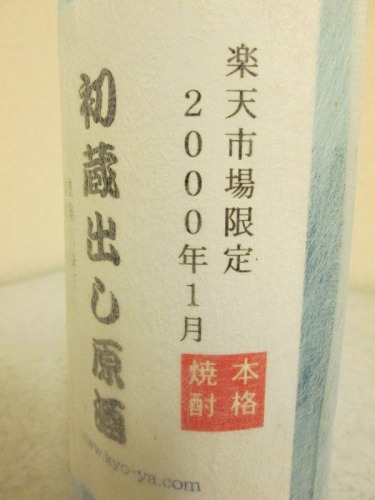 楽天市場限定
2000年1月
本格
焼酎
初蔵出し原酒
www.kyo-ya.com